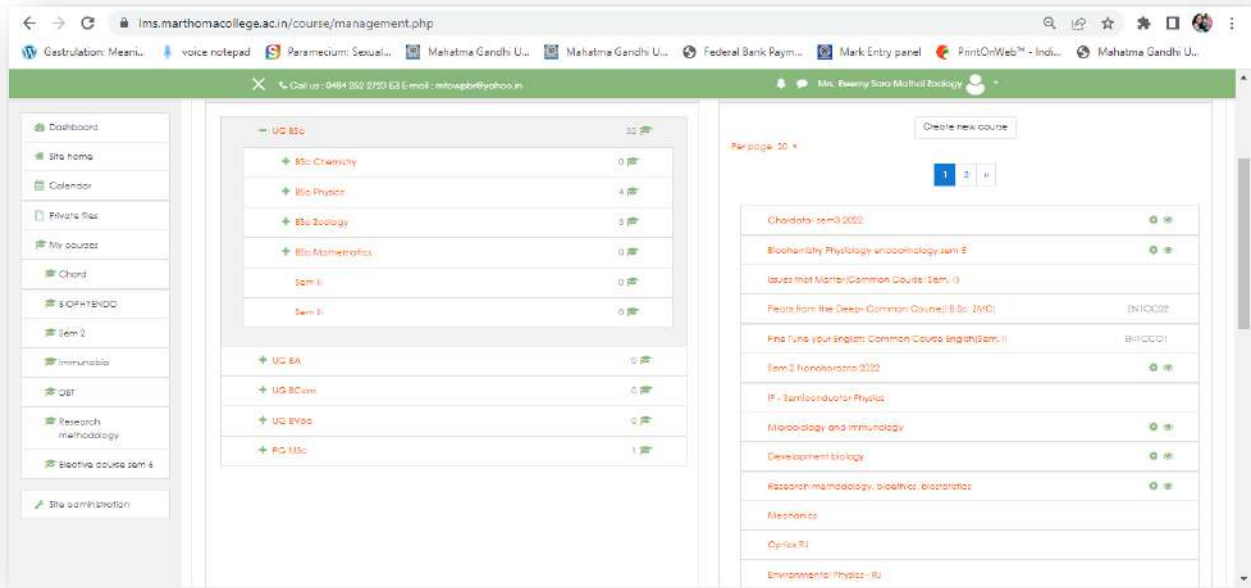 lms.marthomacollege.ac.in/course/management.php
Gastrulation: Meani...
voice notepad
Paramecium: Sexual...
Mahatma Gandhi U...
Mahatma Gandhi U...
Federal Bank Paym...
Mark Entry panel
PrintOnWeb™ - Indi...
Mahatma Gandhi U...
Call us : 0484 252 2723 E-mail : mtcwpbr@yahoo.in
Mrs. Sara Zoology
Dashboard
Site home
Calendar
Private files
My courses
Chord
BIOPHYENDO
Sem 2
Immunobio
DBT
Research
methodology
Elective course sem 6
Site administration
UG BSc
BSc Chemistry 0
BSc Physics 4
BSc Zoology 3
BSc Mathematics 0
Sem II 0
Sem II 0
UG BA 0
UG BCom 0
UG BVoc 0
PG MSc 1
Create new course
Per page: 20
1 2 »
Chordata- sem3 2022
Biochemistry Physiology endocrinology sem 5
Issues that Matter(Common Course: Sem. II)
Pearls from the Deep- Common Course(I B.Sc. ZMC) EN1CC02
Fine Tune your English: Common Course English(Sem. I) EN1CC01
Sem 2 Nonchordata 2022
IP - Semiconductor Physics
Microbiology and Immunology
Development biology
Research methodology, bioethics, biostatistics
Mechanics
Optics RJ
Environmental Physics - RJ